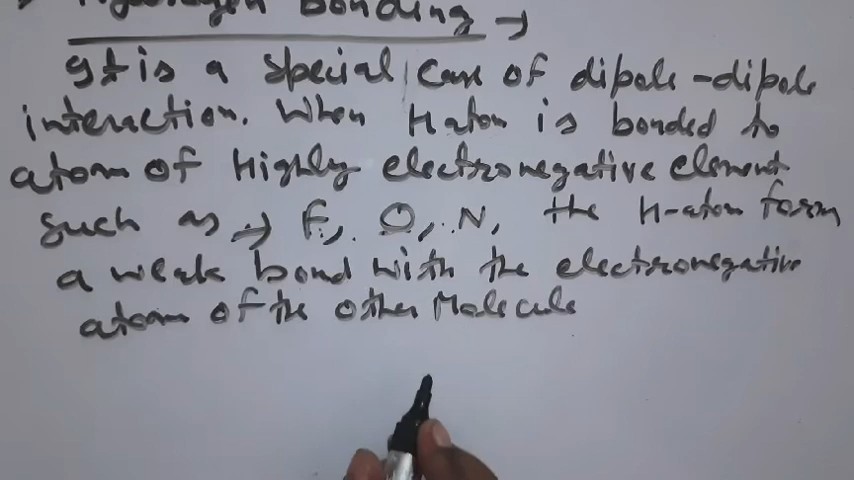 Hydrogen bonding →
It is a special case of dipole-dipole
interaction. When H atom is bonded to
atom of Highly electronegative element
such as → F, O, N, the H-atom form
a weak bond with the electronegative
atom of the other Molecule